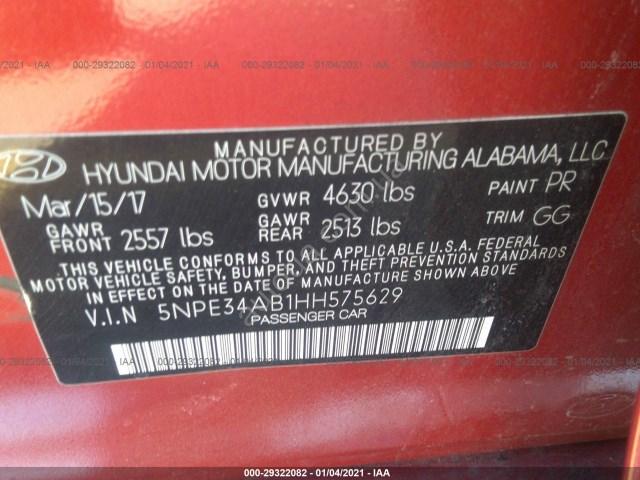 000-29322082 - 01/04/2021 - IAA
MANUFACTURED BY
HYUNDAI MOTOR MANUFACTURING ALABAMA, LLC
Mar/15/17 GVWR 4630 lbs PAINT PR
GAWR FRONT 2557 lbs GAWR REAR 2513 lbs TRIM GG
THIS VEHICLE CONFORMS TO ALL APPLICABLE U.S.A. FEDERAL
MOTOR VEHICLE SAFETY, BUMPER, AND THEFT PREVENTION
STANDARDS IN EFFECT ON THE DATE OF MANUFACTURE SHOWN ABOVE
V.I.N 5NPE34AB1HH575629
PASSENGER CAR
000-29322082 - 01/04/2021 - IAA
000-29322082 - 01/04/2021 - IAA